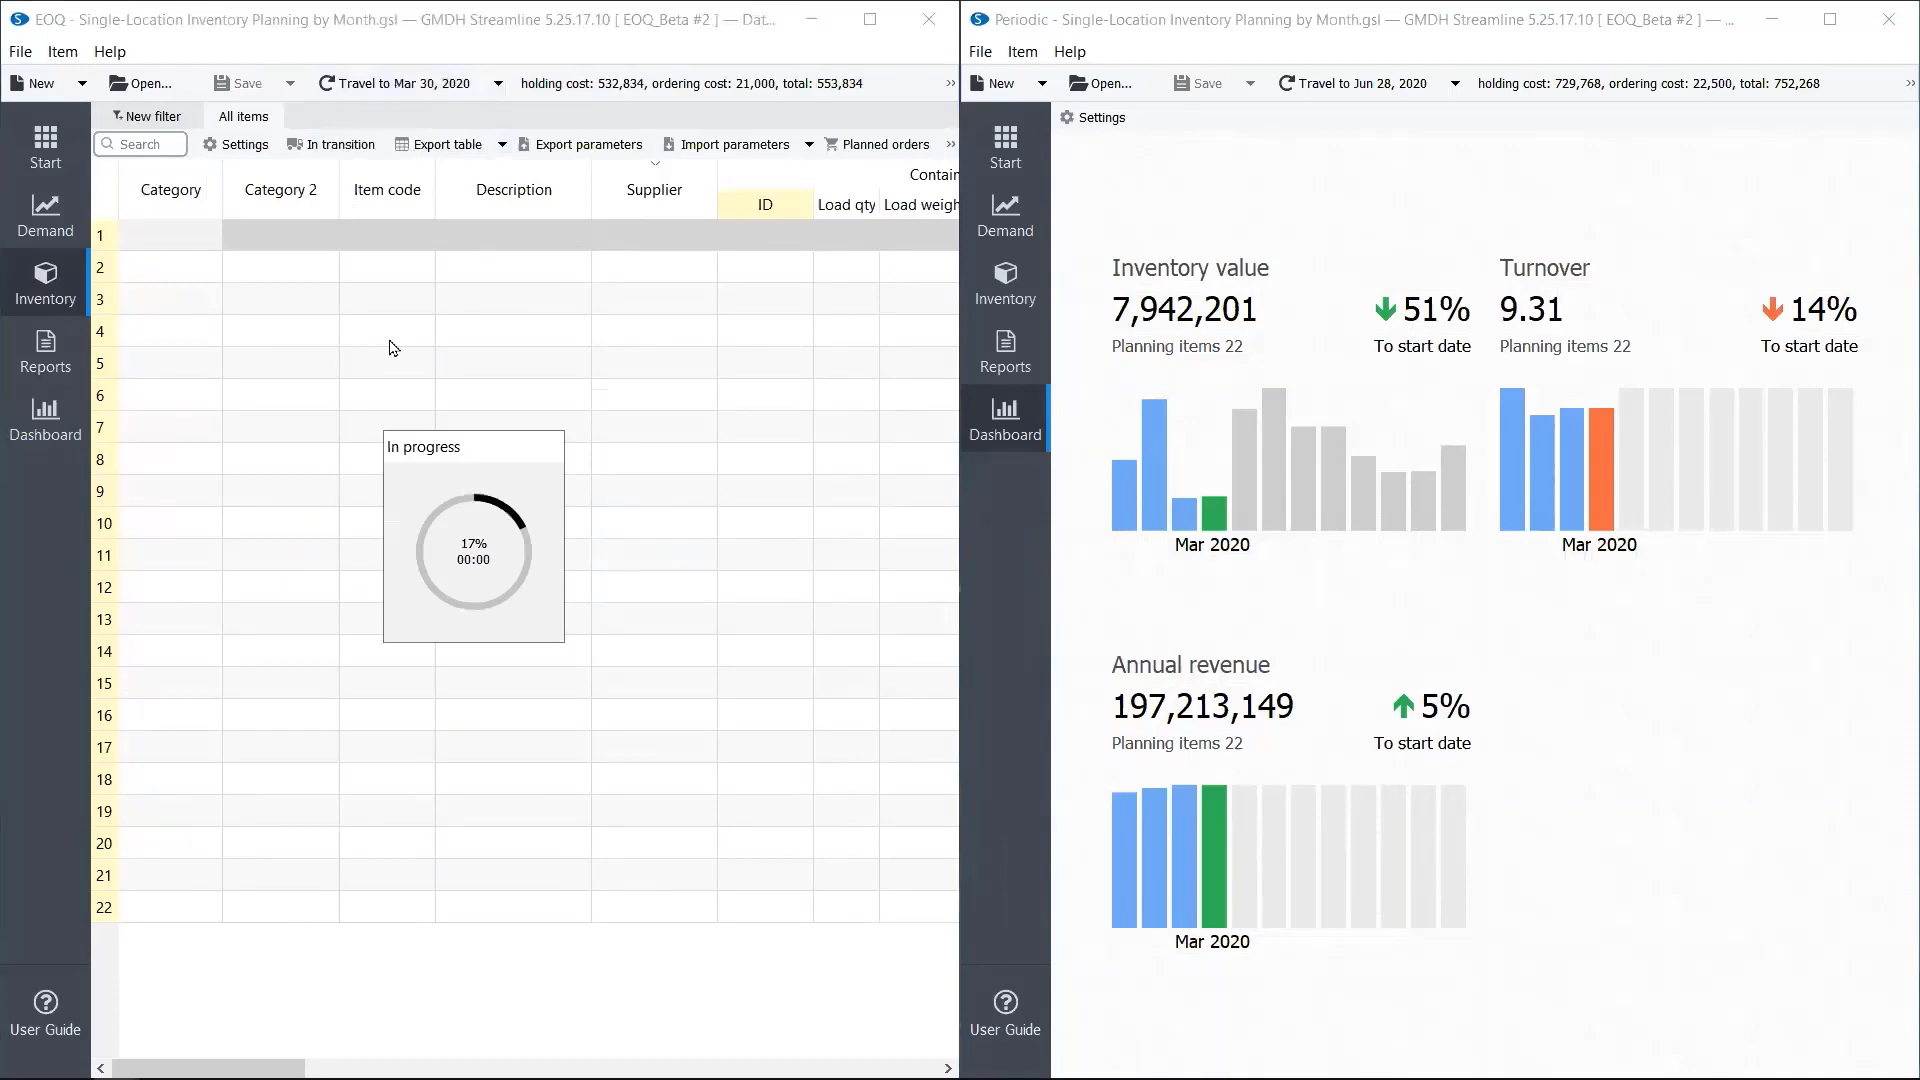 EOQ - Single-Location Inventory Planning by Month.gsl — GMDH Streamline 5.25.17.10 [ EOQ_Beta #2 ] — Dat...
File Item Help
New Open... Save Travel to Mar 30, 2020 holding cost: 532,834, ordering cost: 21,000, total: 553,834 »
New filter All items
Search Settings In transition Export table Export parameters Import parameters Planned orders »
Start
Demand
Inventory
Reports
Dashboard
User Guide
Category Category 2 Item code Description Supplier Contain
ID Load qty Load weigh
1
2
3
4
5
6
7
8
9
10
11
12
13
14
15
16
17
18
19
20
21
22
In progress
17%
00:00
Periodic - Single-Location Inventory Planning by Month.gsl — GMDH Streamline 5.25.17.10 [ EOQ_Beta #2 ] — ...
File Item Help
New Open... Save Travel to Jun 28, 2020 holding cost: 729,768, ordering cost: 22,500, total: 752,268 »
Settings
Start
Demand
Inventory
Reports
Dashboard
User Guide
Inventory value
7,942,201 51%
Planning items 22 To start date
Mar 2020
Turnover
9.31 14%
Planning items 22 To start date
Mar 2020
Annual revenue
197,213,149 5%
Planning items 22 To start date
Mar 2020